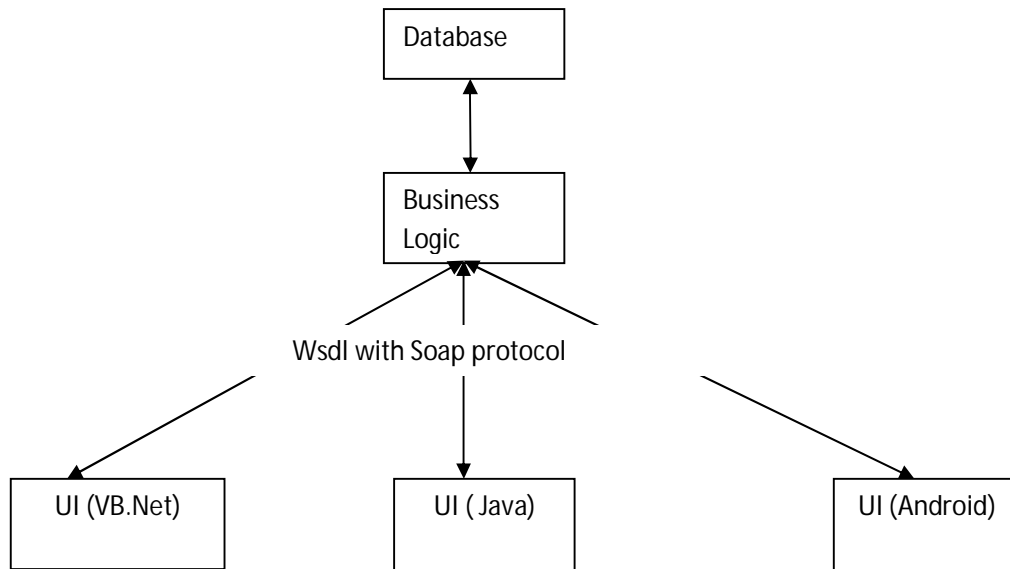 Database
Business
Logic
Wsdl with Soap protocol
UI (VB.Net)
UI ( Java)
UI (Android)